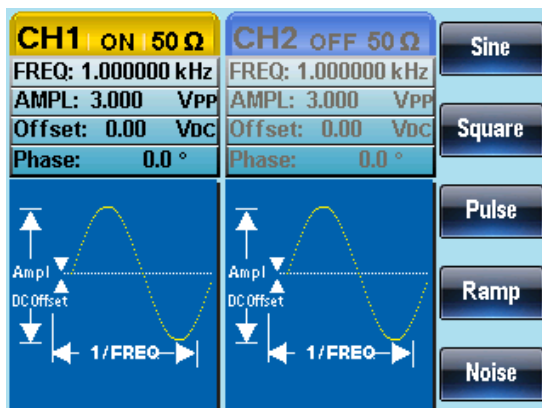 CH1 ON 50 Ω
FREQ: 1.000000 kHz
AMPL: 3.000 VPP
Offset: 0.00 VDC
Phase: 0.0 °
Ampl
DC Offset
1/FREQ
CH2 OFF 50 Ω
FREQ: 1.000000 kHz
AMPL: 3.000 VPP
Offset: 0.00 VDC
Phase: 0.0 °
Ampl
DC Offset
1/FREQ
Sine
Square
Pulse
Ramp
Noise